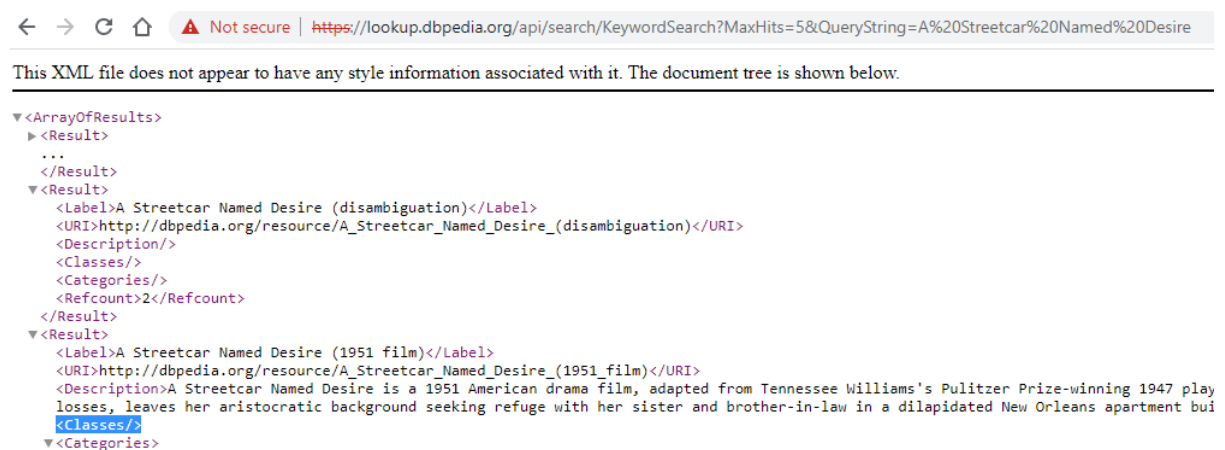 Not secure | https://lookup.dbpedia.org/api/search/KeywordSearch?MaxHits=5&QueryString=A%20Streetcar%20Named%20Desire
This XML file does not appear to have any style information associated with it. The document tree is shown below.
▼<ArrayOfResults>
▶<Result>
...
</Result>
▼<Result>
<Label>A Streetcar Named Desire (disambiguation)</Label>
<URI>http://dbpedia.org/resource/A_Streetcar_Named_Desire_(disambiguation)</URI>
<Description/>
<Classes/>
<Categories/>
<Refcount>2</Refcount>
</Result>
▼<Result>
<Label>A Streetcar Named Desire (1951 film)</Label>
<URI>http://dbpedia.org/resource/A_Streetcar_Named_Desire_(1951_film)</URI>
<Description>A Streetcar Named Desire is a 1951 American drama film, adapted from Tennessee Williams's Pulitzer Prize-winning 1947 play
losses, leaves her aristocratic background seeking refuge with her sister and brother-in-law in a dilapidated New Orleans apartment bui
<Classes/>
▼<Categories>